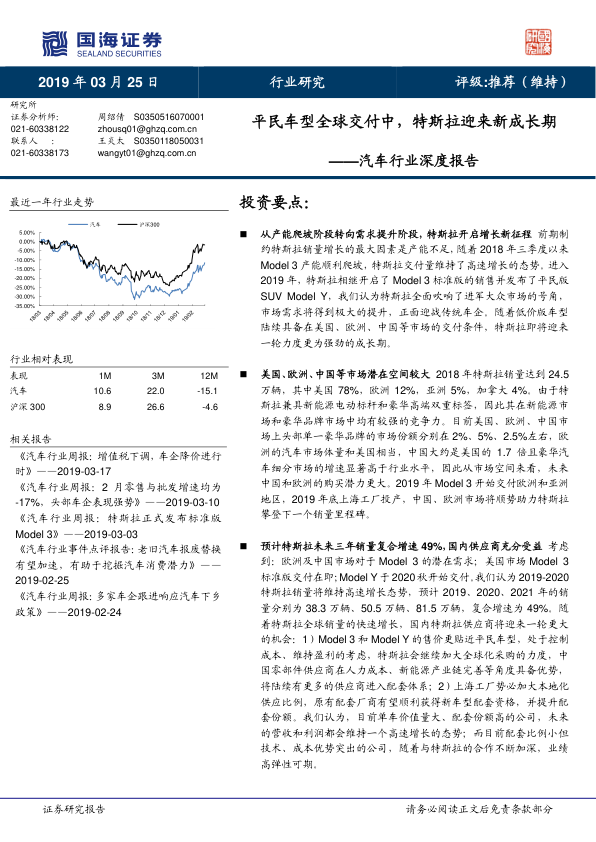 国海证券
SEALAND SECURITIES
2019 年 03 月 25 日
行业研究
评级:推荐（维持）
研究所
证券分析师: 周绍倩 S0350516070001
021-60338122 zhousq01@ghzq.com.cn
联系人 : 王炎太 S0350118050031
021-60338173 wangyt01@ghzq.com.cn
平民车型全球交付中，特斯拉迎来新成长期
——汽车行业深度报告
最近一年行业走势
汽车 沪深300
5.00%
0.00%
-5.00%
-10.00%
-15.00%
-20.00%
-25.00%
-30.00%
-35.00%
18/03 18/04 18/05 18/06 18/07 18/08 18/09 18/10 18/11 18/12 19/01 19/02
行业相对表现
表现 1M 3M 12M
汽车 10.6 22.0 -15.1
沪深 300 8.9 26.6 -4.6
相关报告
《汽车行业周报：增值税下调，车企降价进行
时》——2019-03-17
《汽车行业周报：2 月零售与批发增速均为
-17%，头部车企表现强势》——2019-03-10
《汽车行业周报：特斯拉正式发布标准版
Model 3》——2019-03-03
《汽车行业事件点评报告：老旧汽车报废替换
有望加速，有助于挖掘汽车消费潜力》——
2019-02-25
《汽车行业周报：多家车企跟进响应汽车下乡
政策》——2019-02-24
投资要点：
从产能爬坡阶段转向需求提升阶段，特斯拉开启增长新征程 前期制
约特斯拉销量增长的最大因素是产能不足，随着 2018 年三季度以来
Model 3 产能顺利爬坡，特斯拉交付量维持了高速增长的态势。进入
2019 年，特斯拉相继开启了 Model 3 标准版的销售并发布了平民版
SUV Model Y，我们认为特斯拉全面吹响了进军大众市场的号角，
市场需求将得到极大的提升，正面迎战传统车企。随着低价版车型
陆续具备在美国、欧洲、中国等市场的交付条件，特斯拉即将迎来
一轮力度更为强劲的成长期。
美国、欧洲、中国等市场潜在空间较大 2018 年特斯拉销量达到 24.5
万辆，其中美国 78%，欧洲 12%，亚洲 5%，加拿大 4%。由于特
斯拉兼具新能源电动标杆和豪华高端双重标签，因此其在新能源市
场和豪华品牌市场中均有较强的竞争力。目前美国、欧洲、中国市
场上头部单一豪华品牌的市场份额分别在 2%、5%、2.5%左右，欧
洲的汽车市场体量和美国相当，中国大约是美国的 1.7 倍且豪华汽
车细分市场的增速显著高于行业水平，因此从市场空间来看，未来
中国和欧洲的购买潜力更大。2019 年 Model 3 开始交付欧洲和亚洲
地区，2019 年底上海工厂投产，中国、欧洲市场将顺势助力特斯拉
攀登下一个销量里程碑。
预计特斯拉未来三年销量复合增速 49%，国内供应商充分受益 考虑
到：欧洲及中国市场对于 Model 3 的潜在需求；美国市场 Model 3
标准版交付在即；Model Y 于 2020 秋开始交付，我们认为 2019-2020
特斯拉销量将维持高速增长态势，预计 2019、2020、2021 年的销
量分别为 38.3 万辆、50.5 万辆、81.5 万辆，复合增速为 49%。随
着特斯拉全球销量的快速增长，国内特斯拉供应商将迎来一轮更大
的机会：1）Model 3 和 Model Y 的售价更贴近平民车型，处于控制
成本、维持盈利的考虑，特斯拉会继续加大全球化采购的力度，中
国零部件供应商在人力成本、新能源产业链完善等角度具备优势，
将陆续有更多的供应商进入配套体系；2）上海工厂势必加大本地化
供应比例，原有配套厂商有望顺利获得新车型配套资格，并提升配
套份额。我们认为，目前单车价值量大、配套份额高的公司，未来
的营收和利润都会维持一个高速增长的态势；而目前配套比例小但
技术、成本优势突出的公司，随着与特斯拉的合作不断加深，业绩
高弹性可期。
证券研究报告
请务必阅读正文后免责条款部分